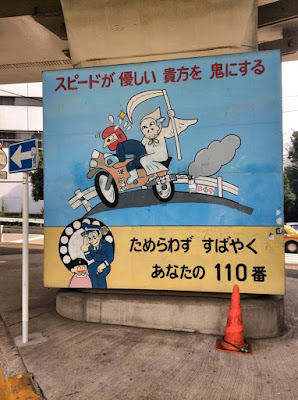 スピードが 優しい 貴方を 鬼にする
ためらわず すばやく
あなたの 110番